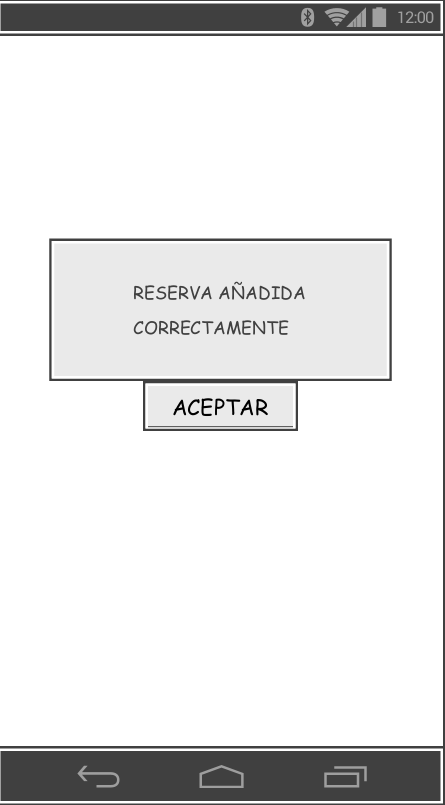 12:00
RESERVA AÑADIDA
CORRECTAMENTE
ACEPTAR